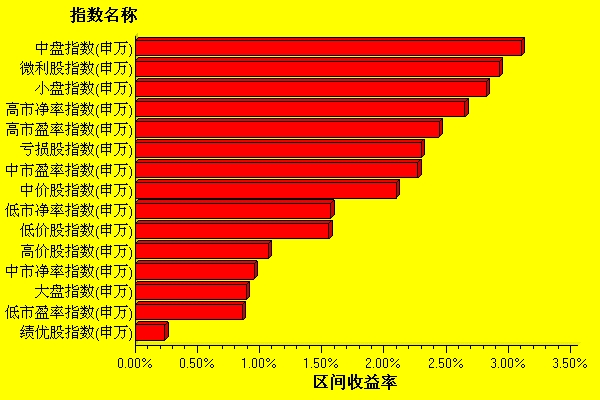 指数名称
中盘指数(申万)
微利股指数(申万)
小盘指数(申万)
高市净率指数(申万)
高市盈率指数(申万)
亏损股指数(申万)
中市盈率指数(申万)
中价股指数(申万)
低市净率指数(申万)
低价股指数(申万)
高价股指数(申万)
中市净率指数(申万)
大盘指数(申万)
低市盈率指数(申万)
绩优股指数(申万)
0.00% 0.50% 1.00% 1.50% 2.00% 2.50% 3.00% 3.50%
区间收益率